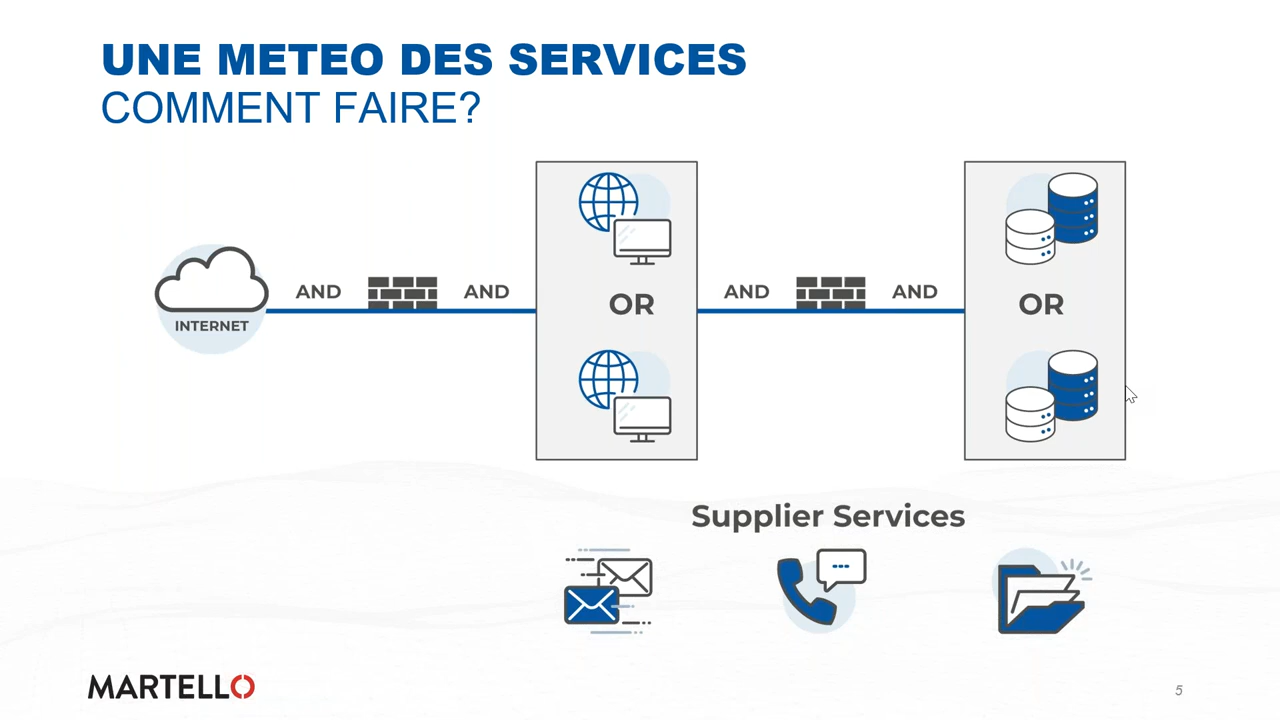 UNE METEO DES SERVICES
COMMENT FAIRE?
AND
AND
OR
AND
AND
OR
INTERNET
Supplier Services
MARTELLO
5